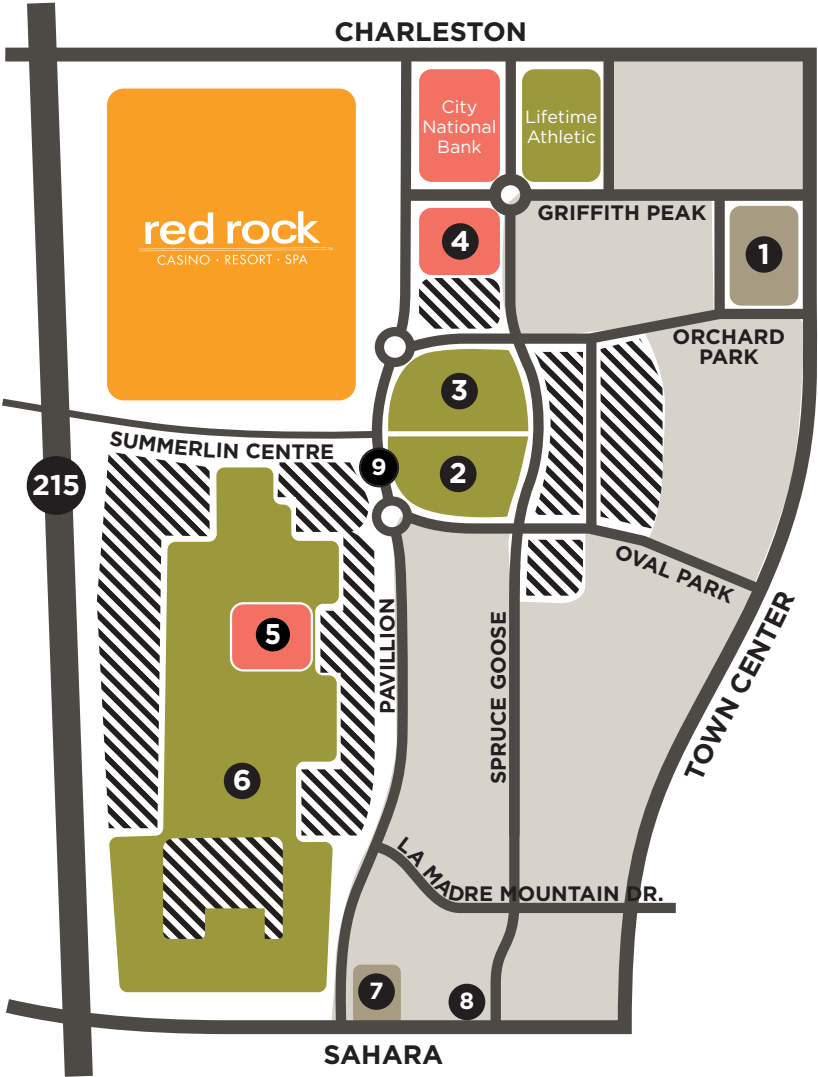 CHARLESTON
City
National
Bank
Lifetime
Athletic
GRIFFITH PEAK
4
1
red rock
CASINO · RESORT · SPA
ORCHARD
PARK
3
SUMMERLIN CENTRE
9
2
215
OVAL PARK
5
PAVILLION
SPRUCE GOOSE
TOWN CENTER
6
LA MADRE MOUNTAIN DR.
7
8
SAHARA